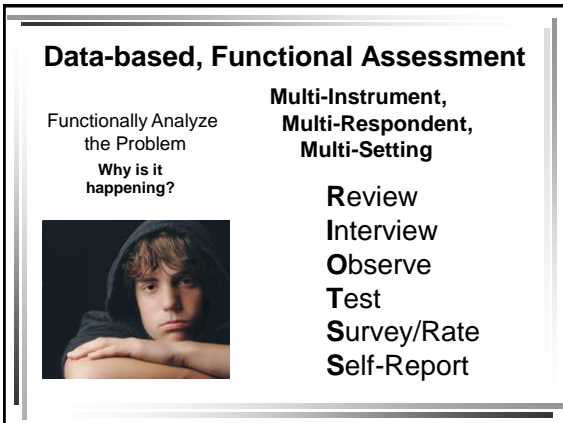 Data-based, Functional Assessment
Functionally Analyze
the Problem
Why is it
happening?
Multi-Instrument,
Multi-Respondent,
Multi-Setting
Review
Interview
Observe
Test
Survey/Rate
Self-Report